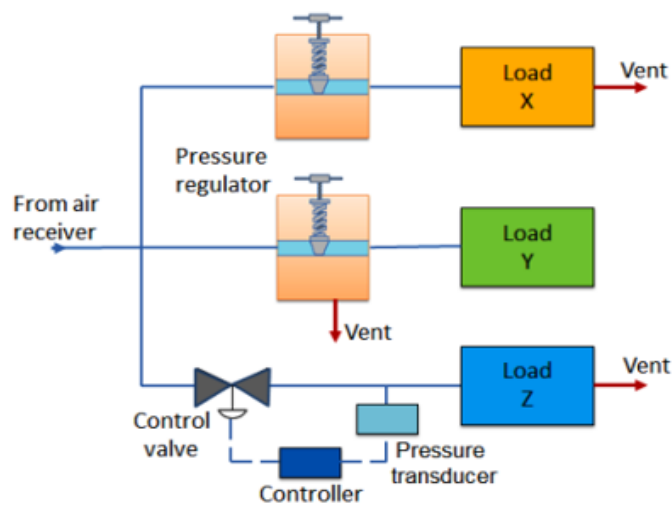 Load
X
Vent
Pressure
regulator
From air
receiver
Load
Y
Vent
Load
Z
Vent
Control
valve
Pressure
transducer
Controller